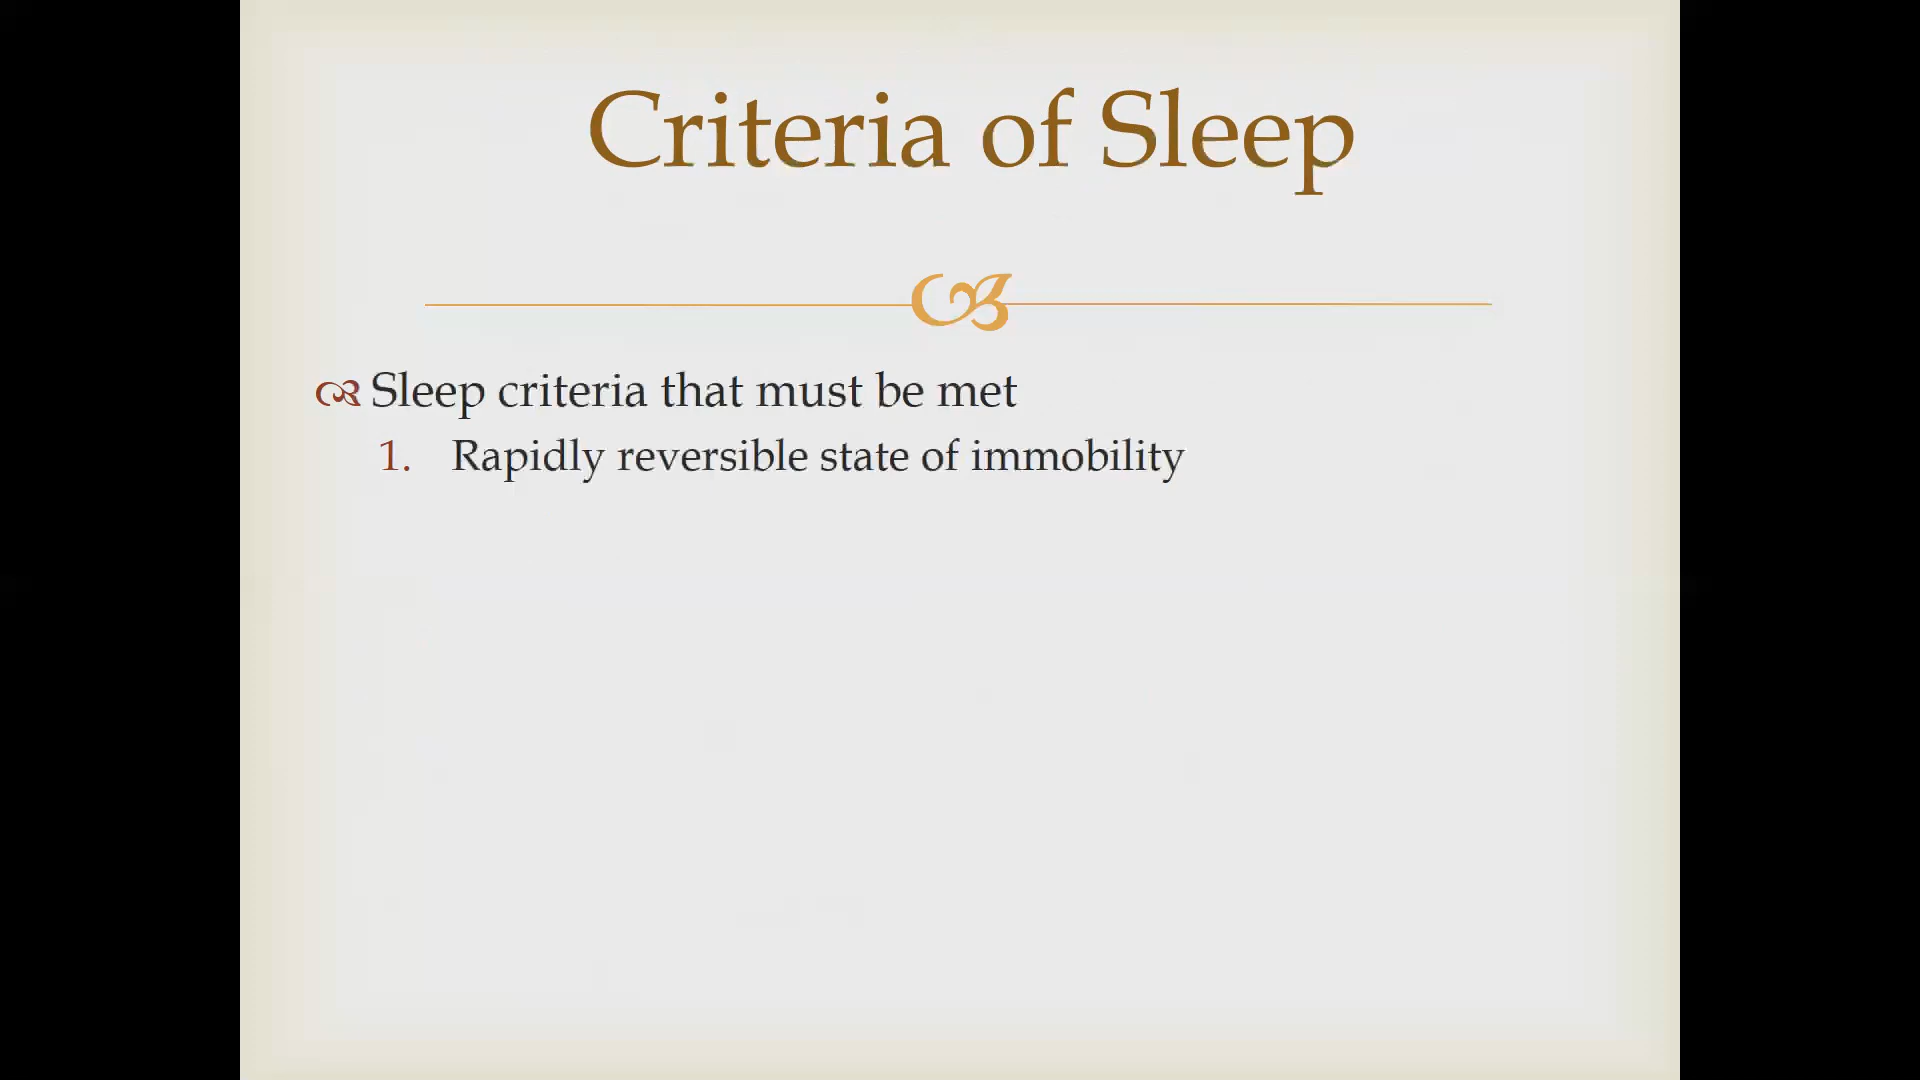 Criteria of Sleep
Sleep criteria that must be met
1. Rapidly reversible state of immobility